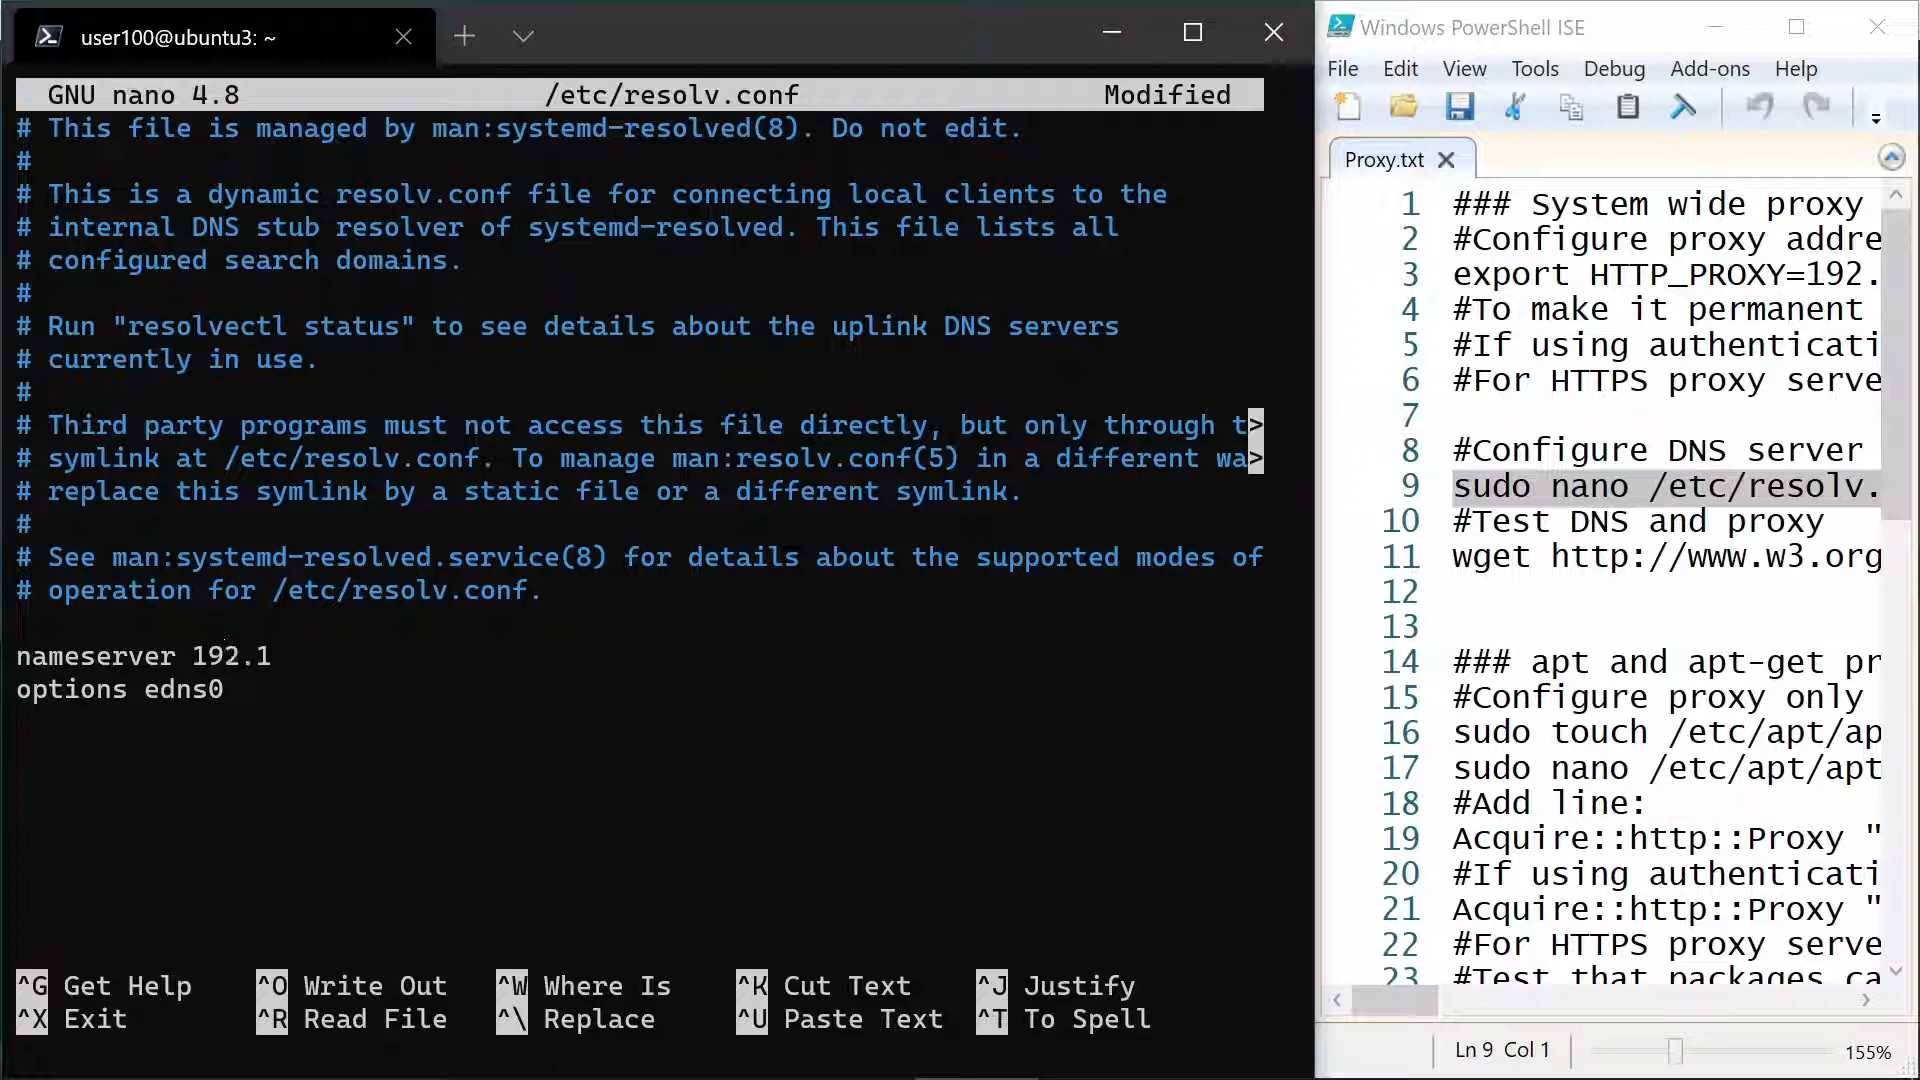 user100@ubuntu3: ~
GNU nano 4.8 /etc/resolv.conf Modified
# This file is managed by man:systemd-resolved(8). Do not edit.
#
# This is a dynamic resolv.conf file for connecting local clients to the
# internal DNS stub resolver of systemd-resolved. This file lists all
# configured search domains.
#
# Run "resolvectl status" to see details about the uplink DNS servers
# currently in use.
#
# Third party programs must not access this file directly, but only through t>
# symlink at /etc/resolv.conf. To manage man:resolv.conf(5) in a different wa>
# replace this symlink by a static file or a different symlink.
#
# See man:systemd-resolved.service(8) for details about the supported modes of
# operation for /etc/resolv.conf.
nameserver 192.1
options edns0
^G Get Help ^O Write Out ^W Where Is ^K Cut Text ^J Justify
^X Exit ^R Read File ^\ Replace ^U Paste Text ^T To Spell
Windows PowerShell ISE
File Edit View Tools Debug Add-ons Help
Proxy.txt
1 ### System wide proxy
2 #Configure proxy addre
3 export HTTP_PROXY=192.
4 #To make it permanent
5 #If using authenticati
6 #For HTTPS proxy serve
7
8 #Configure DNS server
9 sudo nano /etc/resolv.
10 #Test DNS and proxy
11 wget http://www.w3.org
12
13
14 ### apt and apt-get pr
15 #Configure proxy only
16 sudo touch /etc/apt/ap
17 sudo nano /etc/apt/apt
18 #Add line:
19 Acquire::http::Proxy "
20 #If using authenticati
21 Acquire::http::Proxy "
22 #For HTTPS proxy serve
23 #Test that packages ca
Ln 9 Col 1 155%